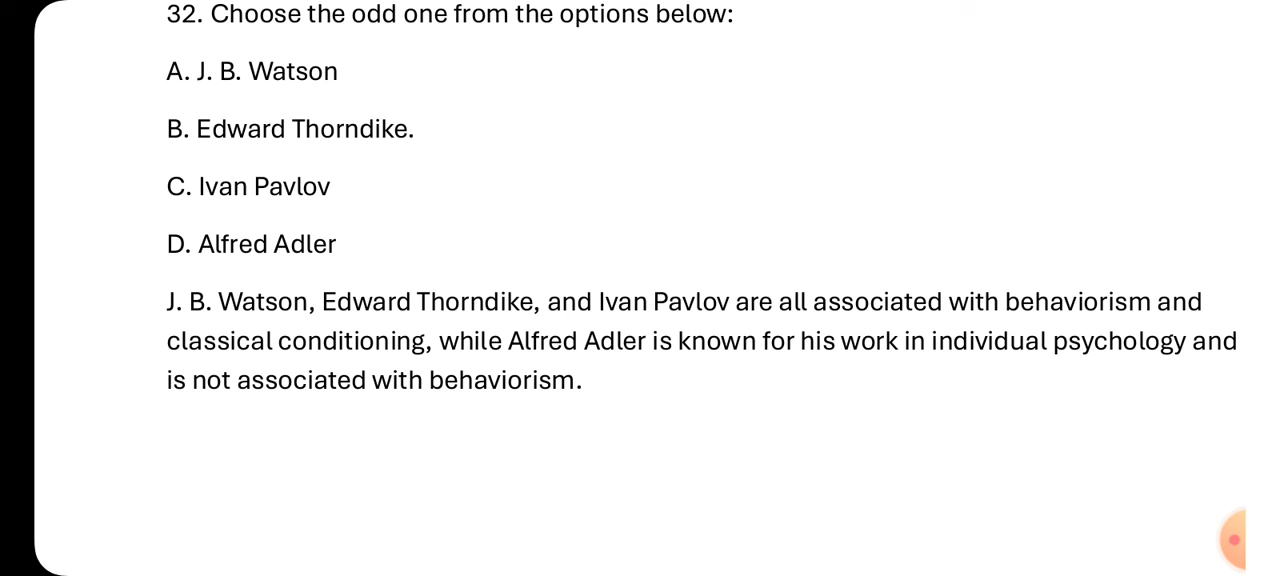 32. Choose the odd one from the options below:
A. J. B. Watson
B. Edward Thorndike.
C. Ivan Pavlov
D. Alfred Adler
J. B. Watson, Edward Thorndike, and Ivan Pavlov are all associated with behaviorism and
classical conditioning, while Alfred Adler is known for his work in individual psychology and
is not associated with behaviorism.